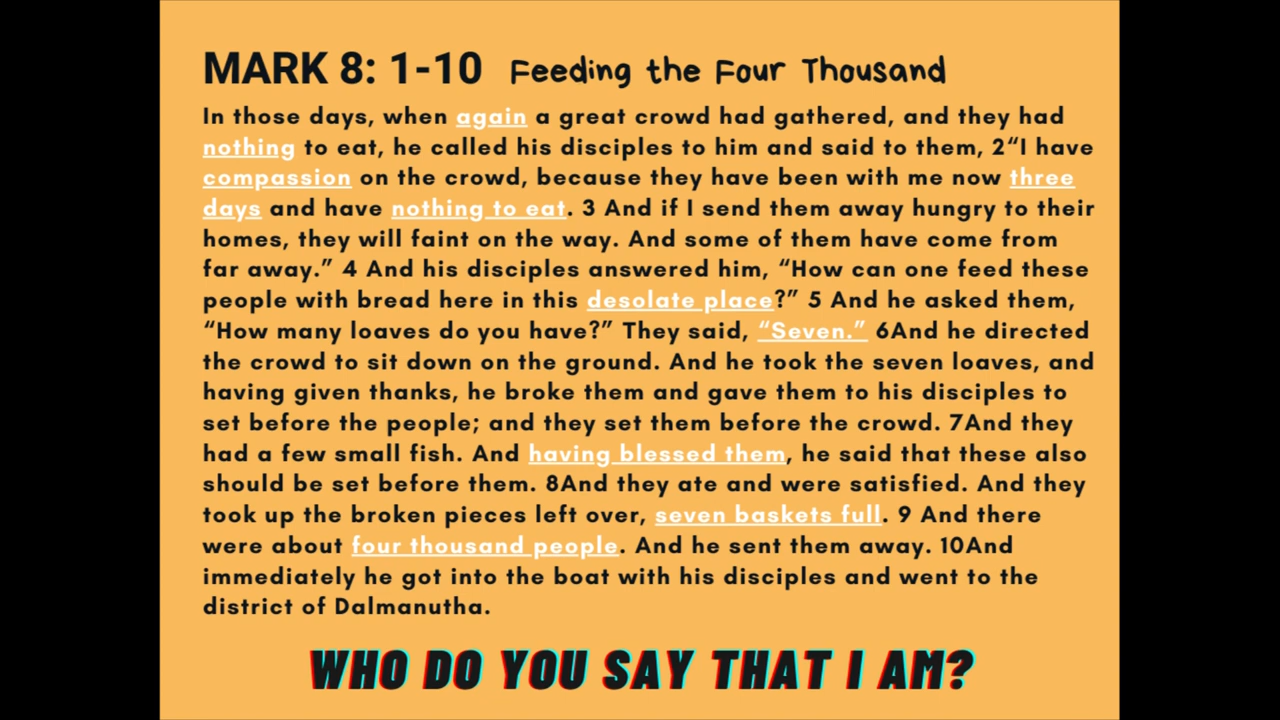 MARK 8: 1-10 Feeding the Four Thousand
In those days, when again a great crowd had gathered, and they had
nothing to eat, he called his disciples to him and said to them, 2“I have
compassion on the crowd, because they have been with me now three
days and have nothing to eat. 3 And if I send them away hungry to their
homes, they will faint on the way. And some of them have come from
far away.” 4 And his disciples answered him, “How can one feed these
people with bread here in this desolate place?” 5 And he asked them,
“How many loaves do you have?” They said, “Seven.” 6And he directed
the crowd to sit down on the ground. And he took the seven loaves, and
having given thanks, he broke them and gave them to his disciples to
set before the people; and they set them before the crowd. 7And they
had a few small fish. And having blessed them, he said that these also
should be set before them. 8And they ate and were satisfied. And they
took up the broken pieces left over, seven baskets full. 9 And there
were about four thousand people. And he sent them away. 10And
immediately he got into the boat with his disciples and went to the
district of Dalmanutha.
WHO DO YOU SAY THAT I AM?